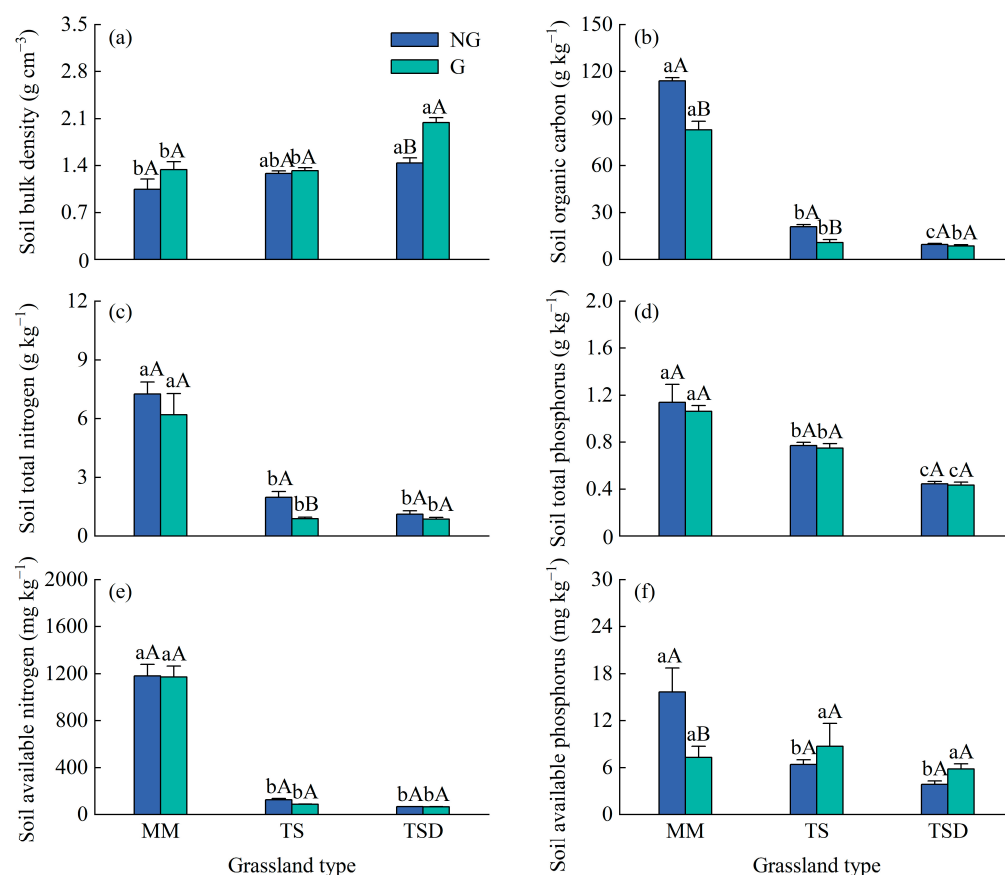 (a)
NG
G
Soil bulk density (g cm−3)
3.5
2.8
2.1
1.4
0.7
0
bA
bA
abA
bA
aB
aA
(b)
Soil organic carbon (g kg−1)
150
120
90
60
30
0
aA
aB
bA
bB
cA
bA
(c)
Soil total nitrogen (g kg−1)
12
9
6
3
0
aA
aA
bA
bB
bA
bA
(d)
Soil total phosphorus (g kg−1)
2.0
1.6
1.2
0.8
0.4
0
aA
aA
bA
bA
cA
cA
(e)
Soil available nitrogen (mg kg−1)
2000
1600
1200
800
400
0
aA
aA
bA
bA
bA
bA
MM
TS
TSD
Grassland type
(f)
Soil available phosphorus (mg kg−1)
30
24
18
12
6
0
aA
aB
bA
aA
bA
aA
MM
TS
TSD
Grassland type